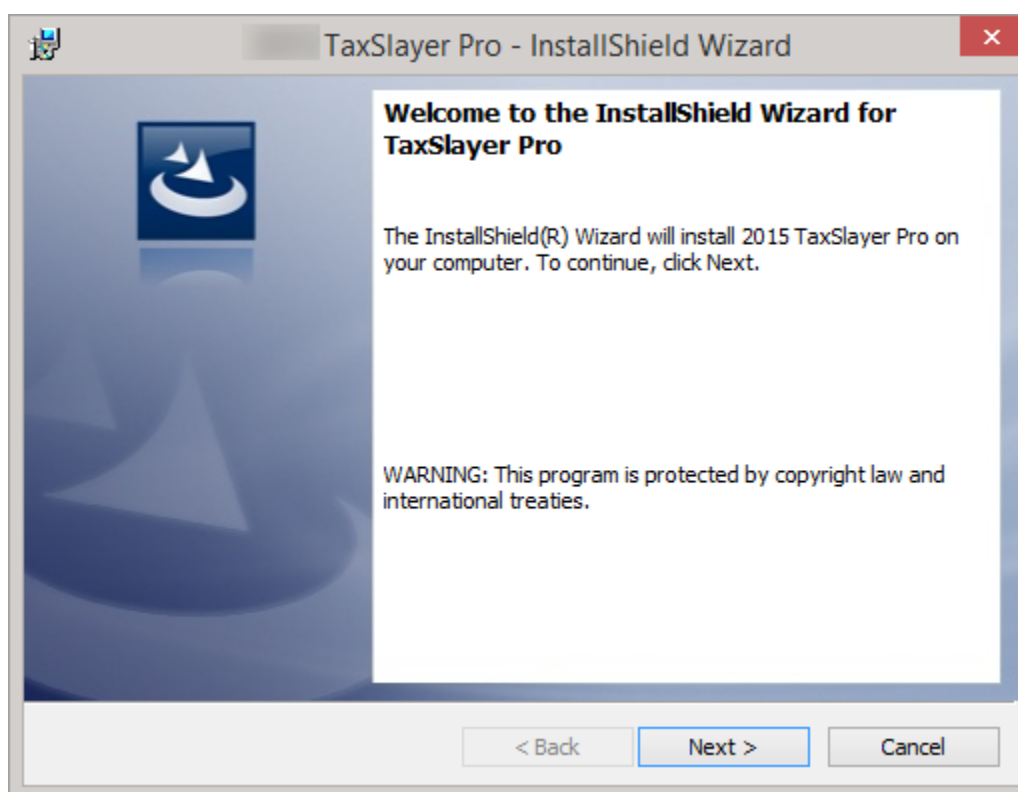 TaxSlayer Pro - InstallShield Wizard
Welcome to the InstallShield Wizard for
TaxSlayer Pro
The InstallShield(R) Wizard will install 2015 TaxSlayer Pro on
your computer. To continue, click Next.
WARNING: This program is protected by copyright law and
international treaties.
< Back
Next >
Cancel